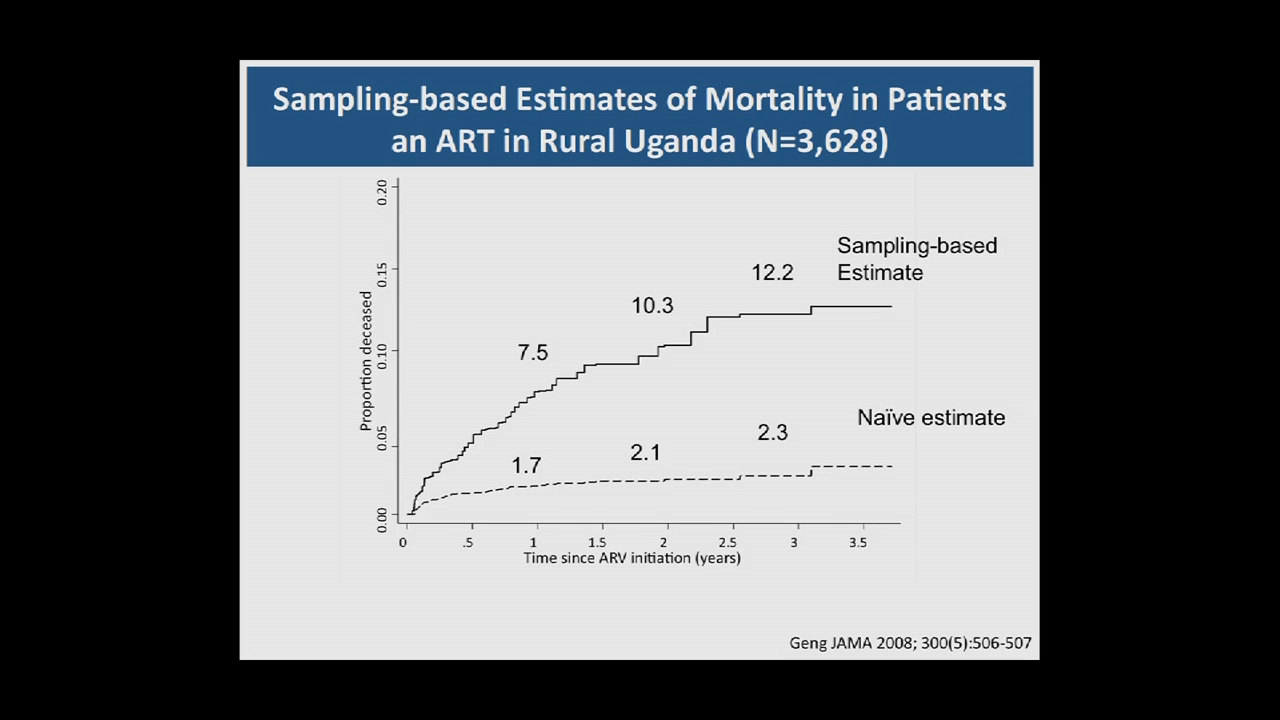 Sampling-based Estimates of Mortality in Patients
an ART in Rural Uganda (N=3,628)
0.20
0.15
0.10
0.05
0.00
Proportion deceased
Sampling-based
Estimate
12.2
10.3
7.5
Naïve estimate
2.3
2.1
1.7
0 .5 1 1.5 2 2.5 3 3.5
Time since ARV initiation (years)
Geng JAMA 2008; 300(5):506-507